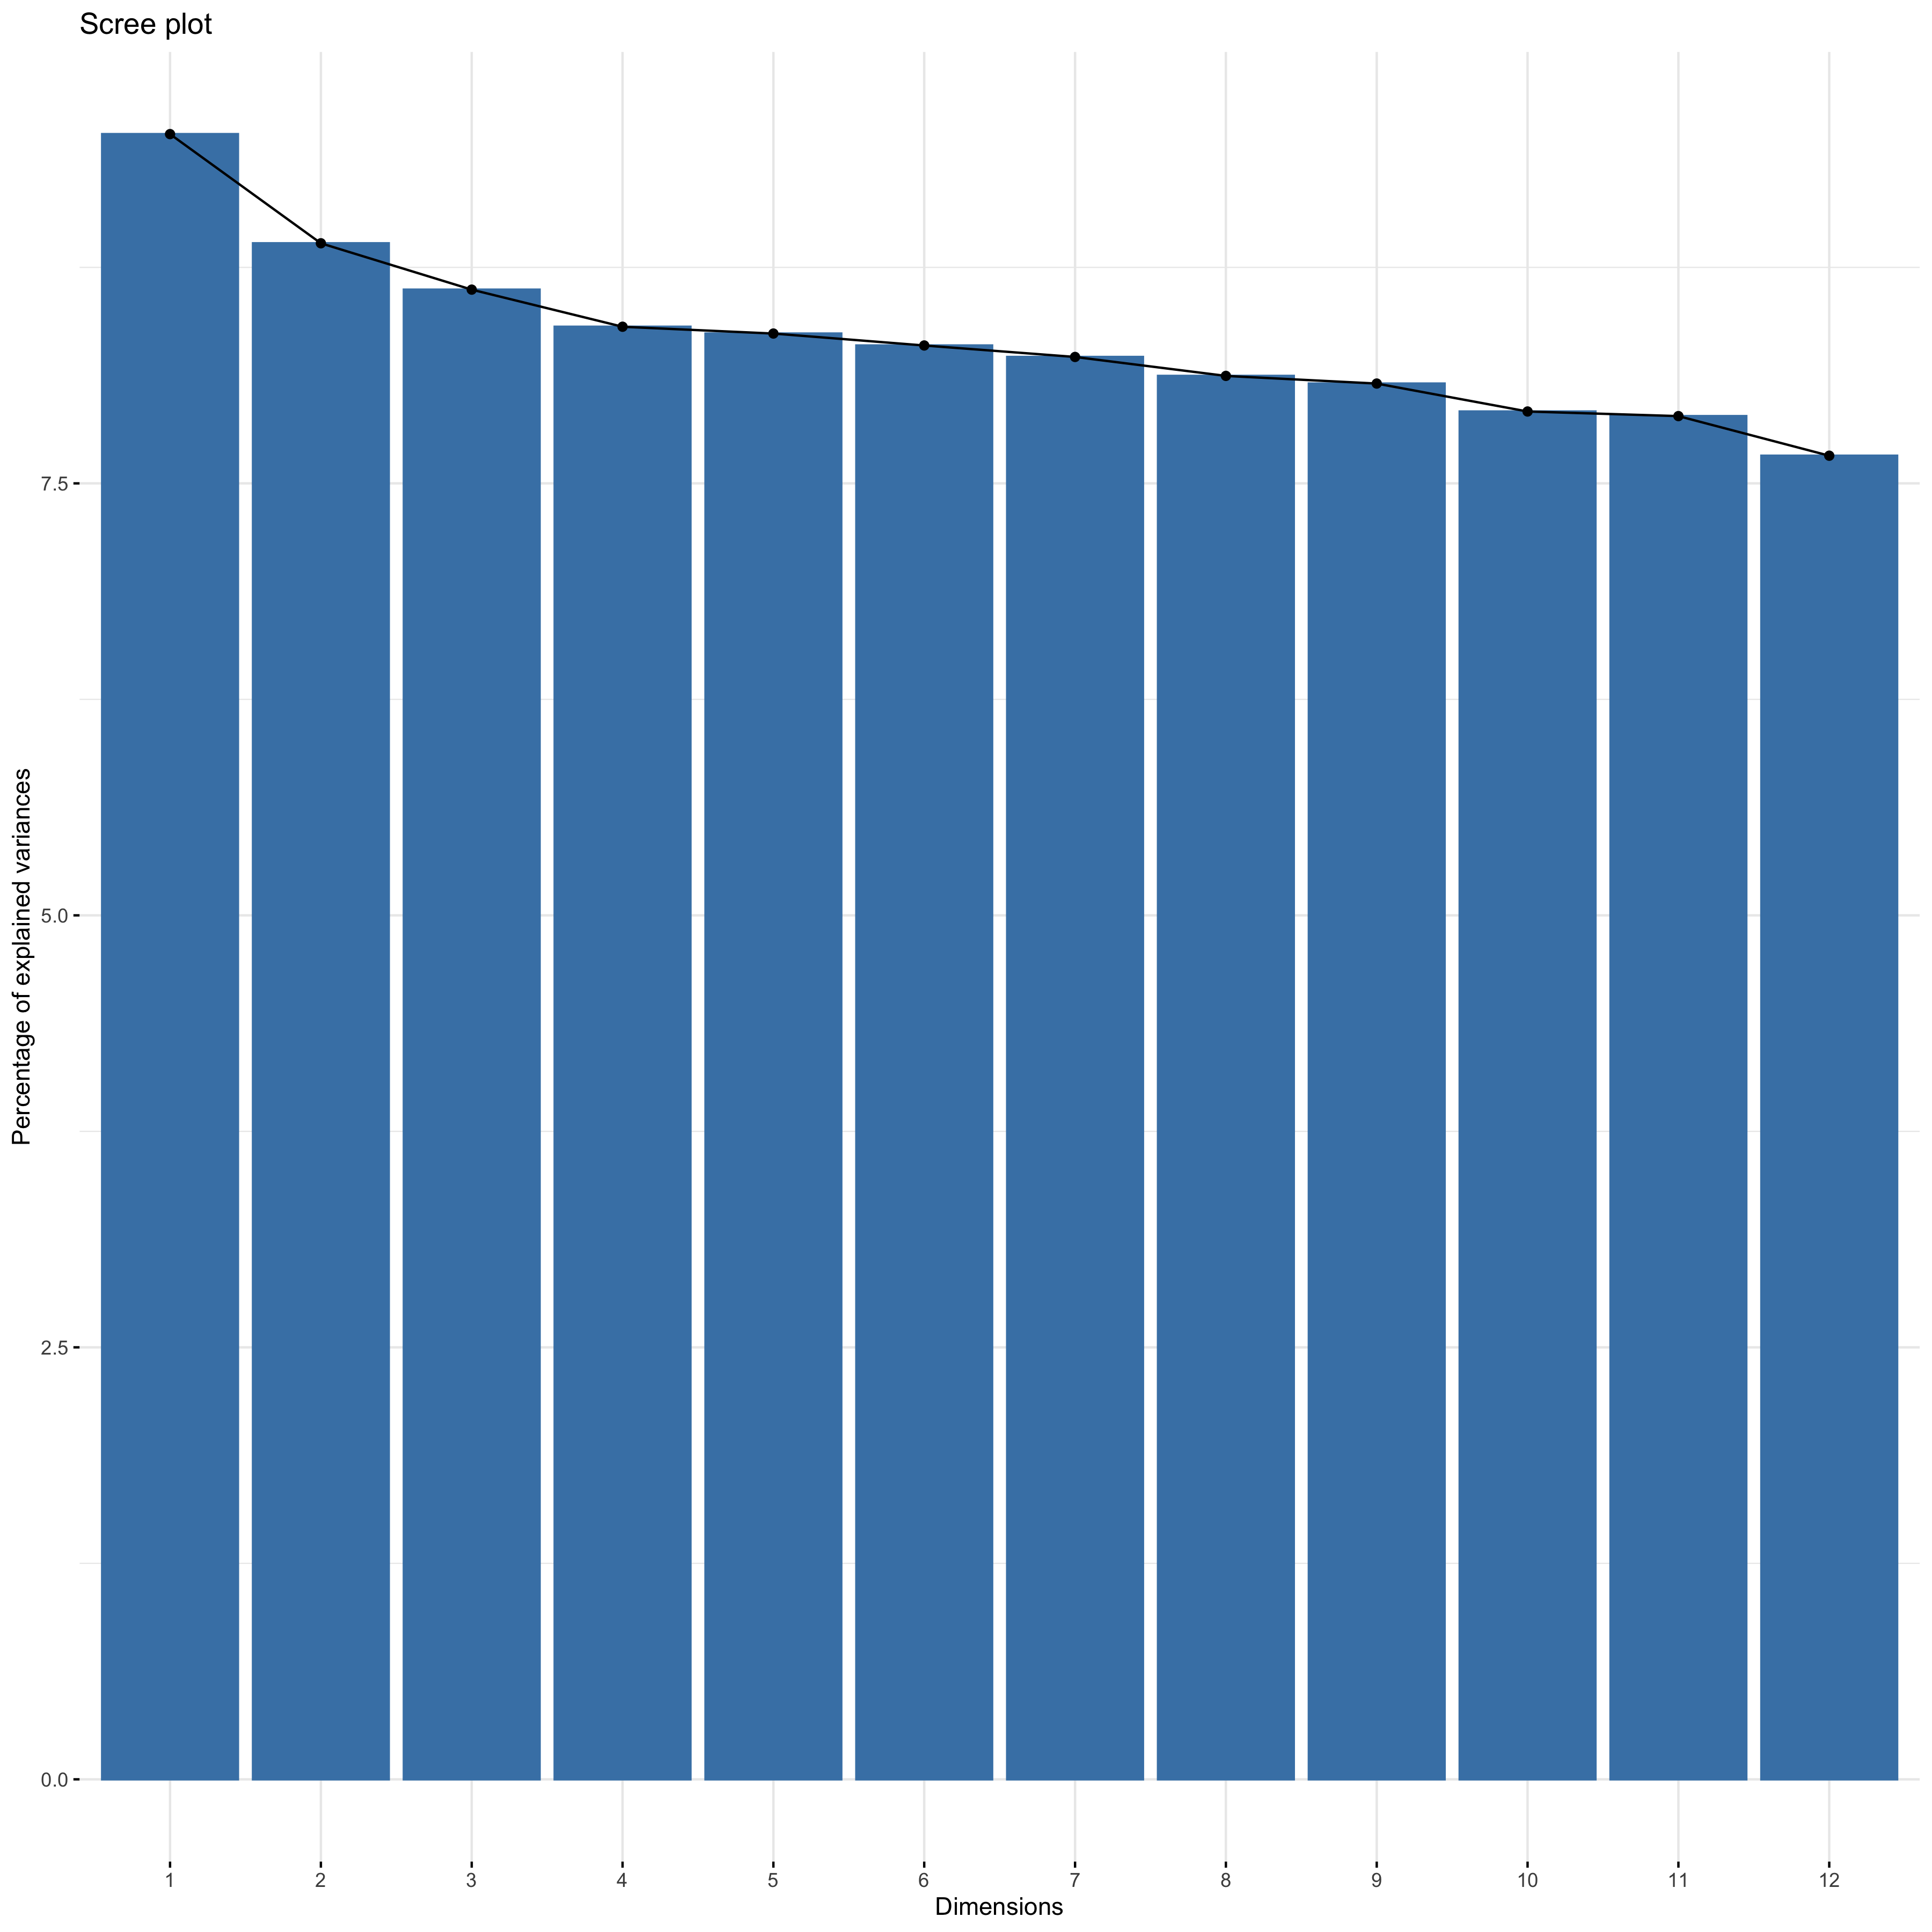 Scree plot
Percentage of explained variances
7.5
5.0
2.5
0.0
1 2 3 4 5 6 7 8 9 10 11 12
Dimensions